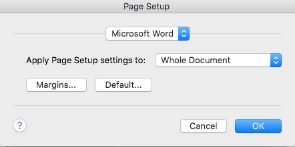 Page Setup
Microsoft Word
Apply Page Setup settings to: Whole Document
Margins... Default...
? Cancel OK